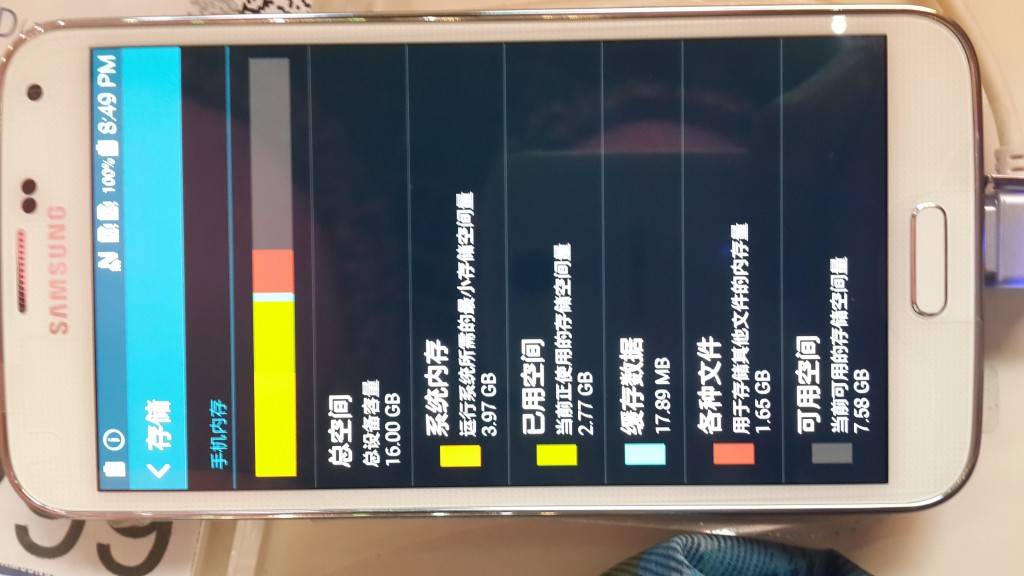 SAMSUNG
100% 8:49 PM
存储
手机内存
总空间
总设备容量
16.00 GB
系统内存
运行系统所需的最小存储空间量
3.97 GB
已用空间
当前正使用的存储空间量
2.77 GB
缓存数据
17.89 MB
各种文件
用于存储其他文件的内存量
1.65 GB
可用空间
当前可用的存储空间量
7.58 GB